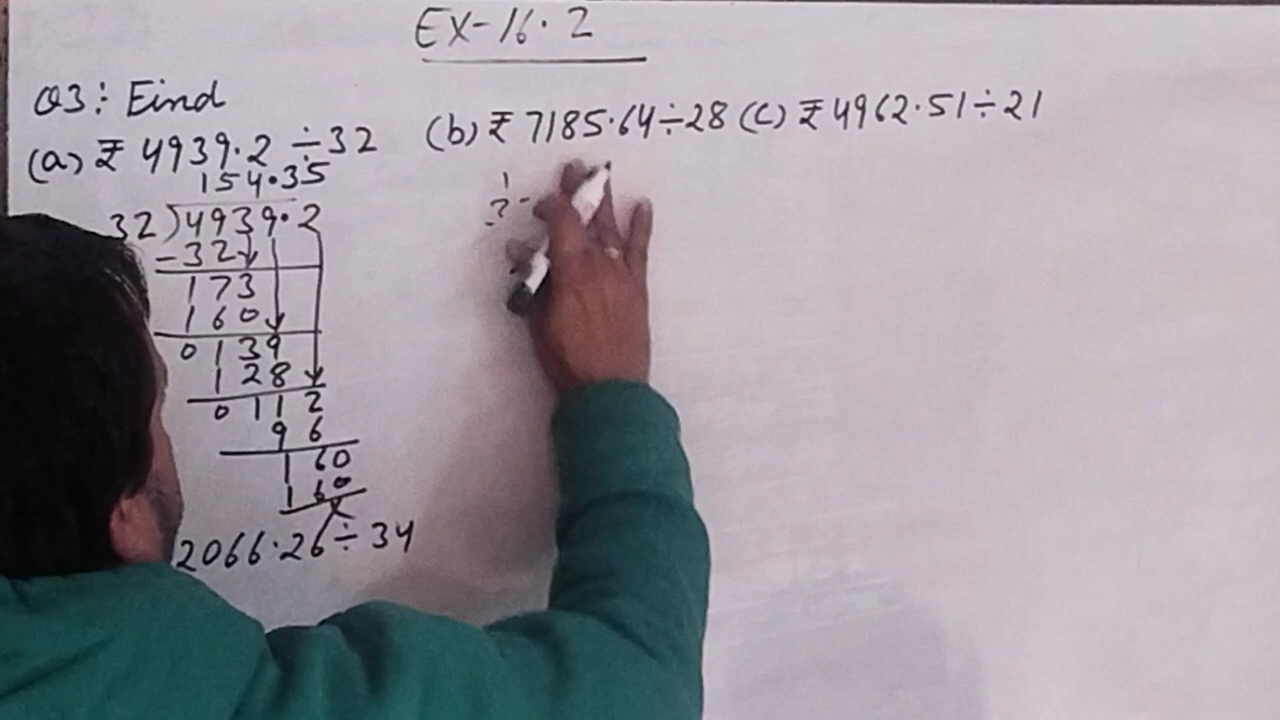 EX-16.2
Q3: Find
(a) ₹ 4939.2 ÷ 32
(b) ₹ 7185.64 ÷ 28 (c) ₹ 4962.51 ÷ 21
154.35
32)4939.2
-32
173
160
0139
128
0112
96
160
160
x
2066.26 ÷ 34